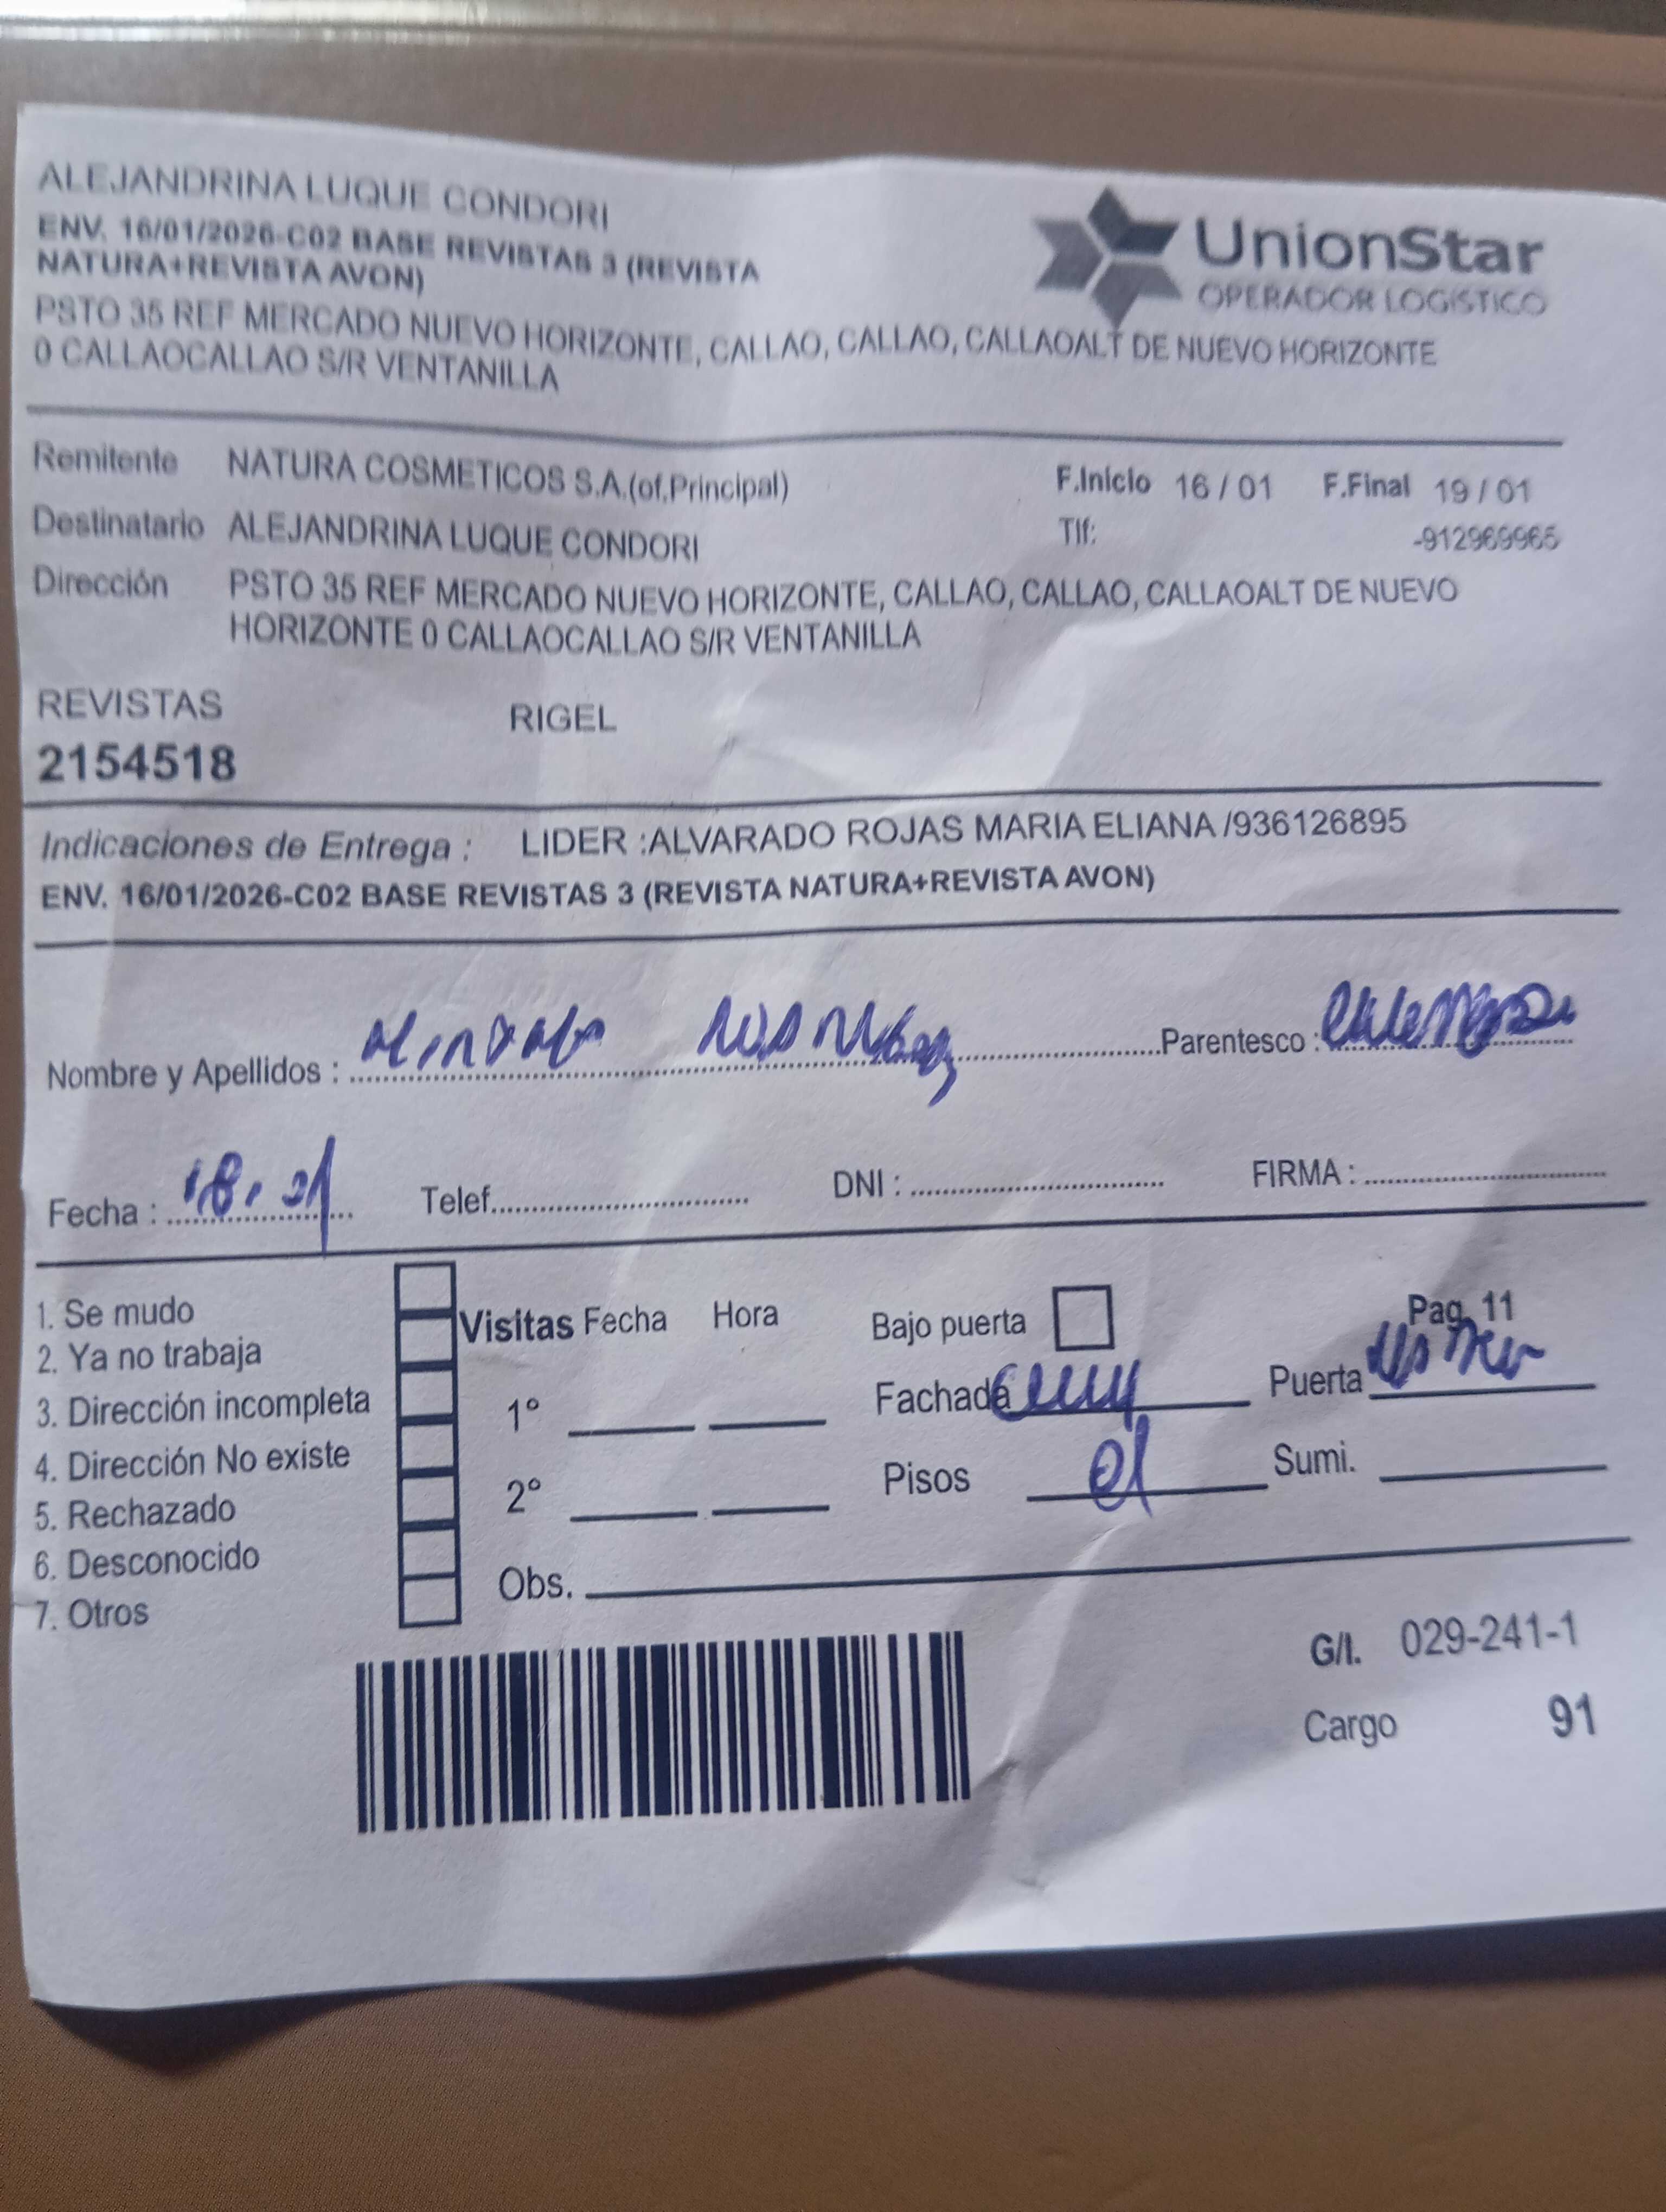 ALEJANDRINA LUQUE CONDORI
ENV. 16/01/2026-C02 BASE REVISTAS 3 (REVISTA
NATURA+REVISTA AVON)
UnionStar
OPERADOR LOGÍSTICO
PSTO 35 REF MERCADO NUEVO HORIZONTE, CALLAO, CALLAO, CALLAOALT DE NUEVO HORIZONTE
0 CALLAOCALLAO S/R VENTANILLA
Remitente NATURA COSMETICOS S.A.(of.Principal) F.Inicio 16 / 01 F.Final 19 / 01
Destinatario ALEJANDRINA LUQUE CONDORI Tlf: -912969965
Dirección PSTO 35 REF MERCADO NUEVO HORIZONTE, CALLAO, CALLAO, CALLAOALT DE NUEVO
HORIZONTE 0 CALLAOCALLAO S/R VENTANILLA
REVISTAS RIGEL
2154518
Indicaciones de Entrega : LIDER :ALVARADO ROJAS MARIA ELIANA /936126895
ENV. 16/01/2026-C02 BASE REVISTAS 3 (REVISTA NATURA+REVISTA AVON)
Nombre y Apellidos : Parentesco :
Fecha : 18. 01 Telef. DNI : FIRMA :
1. Se mudo
2. Ya no trabaja
3. Dirección incompleta
4. Dirección No existe
5. Rechazado
6. Desconocido
7. Otros
Visitas Fecha Hora
1°
2°
Obs.
Bajo puerta Pag. 11
Fachada Puerta
Pisos 01 Sumi.
G/I. 029-241-1
Cargo 91